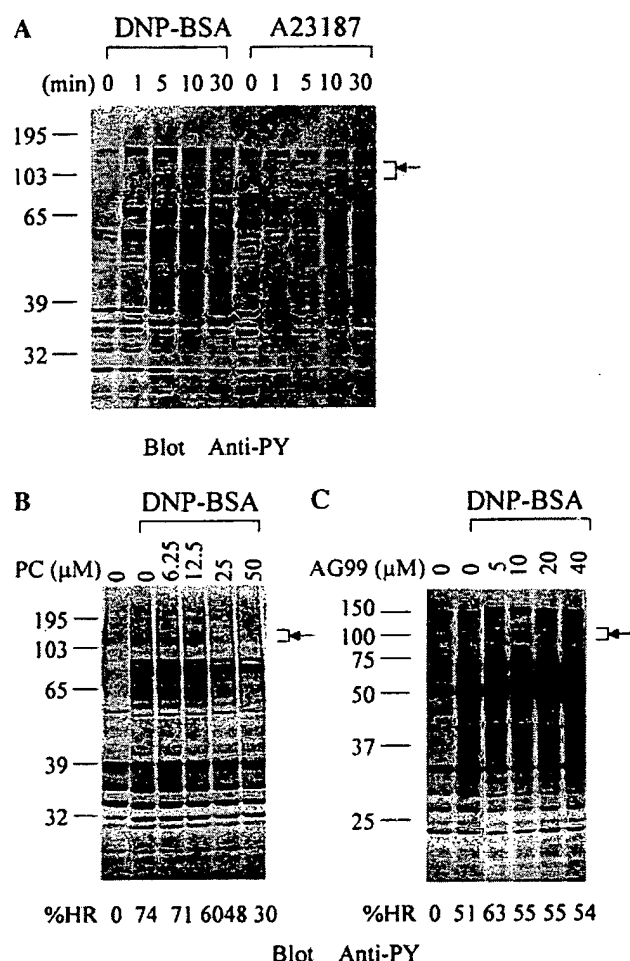 A
DNP-BSA A23187
(min) 0 1 5 10 30 0 1 5 10 30
195
103
65
39
32
Blot Anti-PY
B
DNP-BSA
PC (μM) 0 0 6.25 12.5 25 50
195
103
65
39
32
%HR 0 74 71 6048 30
C
DNP-BSA
AG99 (μM) 0 0 5 10 20 40
150
100
75
50
37
25
%HR 0 51 63 55 55 54
Blot Anti-PY